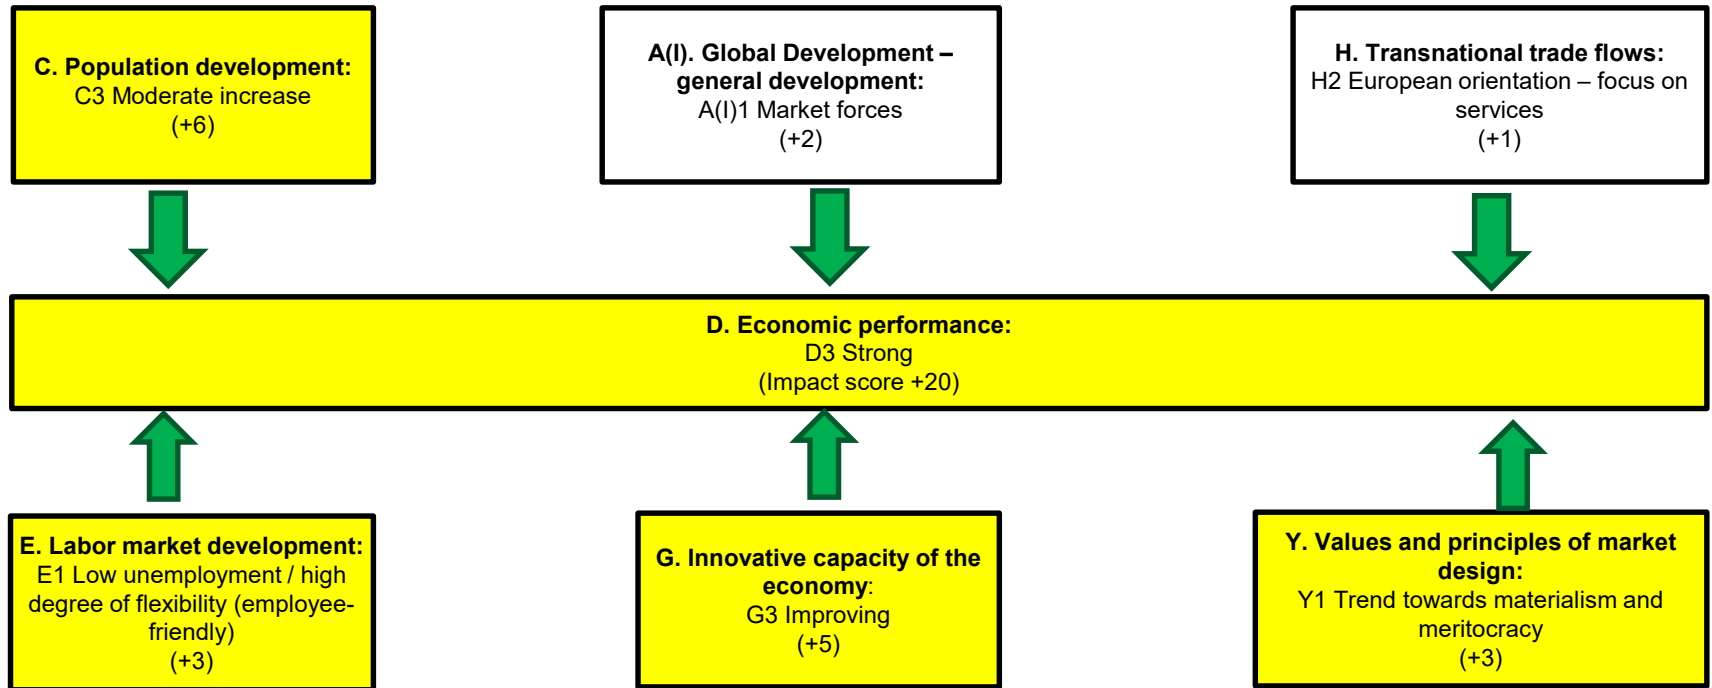 C. Population development:
C3 Moderate increase
(+6)
A(I). Global Development –
general development:
A(I)1 Market forces
(+2)
H. Transnational trade flows:
H2 European orientation – focus on
services
(+1)
D. Economic performance:
D3 Strong
(Impact score +20)
E. Labor market development:
E1 Low unemployment / high
degree of flexibility (employee-
friendly)
(+3)
G. Innovative capacity of the
economy:
G3 Improving
(+5)
Y. Values and principles of market
design:
Y1 Trend towards materialism and
meritocracy
(+3)